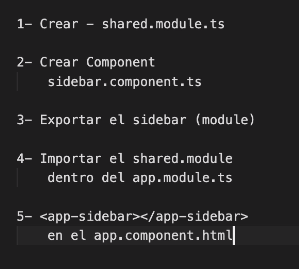 1- Crear - shared.module.ts
2- Crear Component
sidebar.component.ts
3- Exportar el sidebar (module)
4- Importar el shared.module
dentro del app.module.ts
5- <app-sidebar></app-sidebar>
en el app.component.html